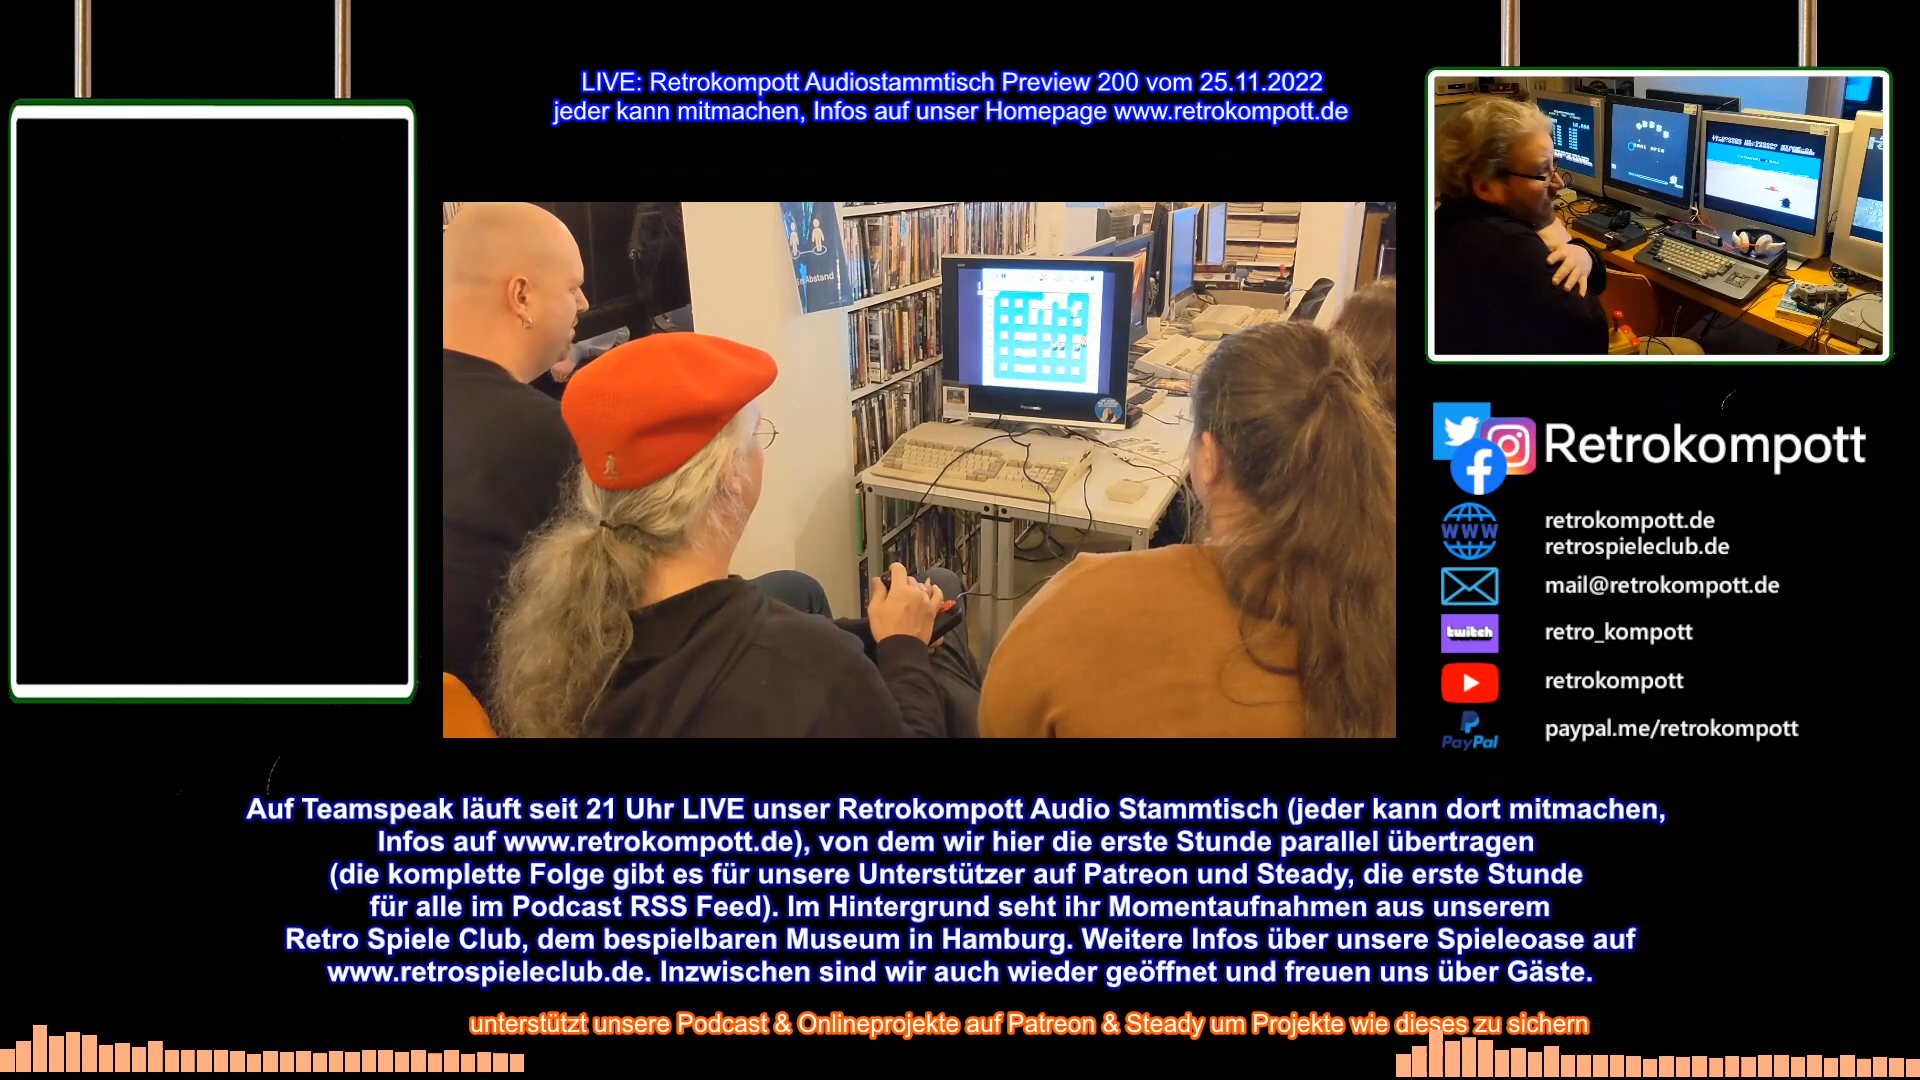 LIVE: Retrokompott Audiostammtisch Preview 200 vom 25.11.2022
jeder kann mitmachen, Infos auf unser Homepage www.retrokompott.de
Abstand
Retrokompott
WWW
retrokompott.de
retrospieleclub.de
mail@retrokompott.de
twitch
retro_kompott
retrokompott
PayPal
paypal.me/retrokompott
Auf Teamspeak läuft seit 21 Uhr LIVE unser Retrokompott Audio Stammtisch (jeder kann dort mitmachen,
Infos auf www.retrokompott.de), von dem wir hier die erste Stunde parallel übertragen
(die komplette Folge gibt es für unsere Unterstützer auf Patreon und Steady, die erste Stunde
für alle im Podcast RSS Feed). Im Hintergrund seht ihr Momentaufnahmen aus unserem
Retro Spiele Club, dem bespielbaren Museum in Hamburg. Weitere Infos über unsere Spieleoase auf
www.retrospieleclub.de. Inzwischen sind wir auch wieder geöffnet und freuen uns über Gäste.
unterstützt unsere Podcast & Onlineprojekte auf Patreon & Steady um Projekte wie dieses zu sichern